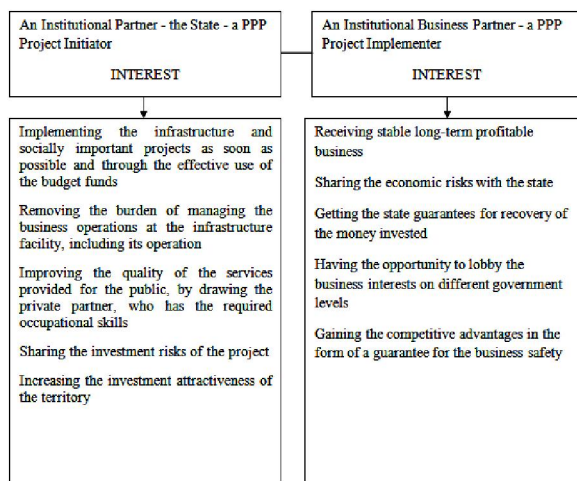 An Institutional Partner - the State - a PPP
Project Initiator
INTEREST
An Institutional Business Partner - a PPP
Project Implementer
INTEREST
Implementing the infrastructure and
socially important projects as soon as
possible and through the effective use of
the budget funds
Removing the burden of managing the
business operations at the infrastructure
facility, including its operation
Improving the quality of the services
provided for the public, by drawing the
private partner, who has the required
occupational skills
Sharing the investment risks of the project
Increasing the investment attractiveness of
the territory
Receiving stable long-term profitable
business
Sharing the economic risks with the state
Getting the state guarantees for recovery of
the money invested
Having the opportunity to lobby the
business interests on different government
levels
Gaining the competitive advantages in the
form of a guarantee for the business safety